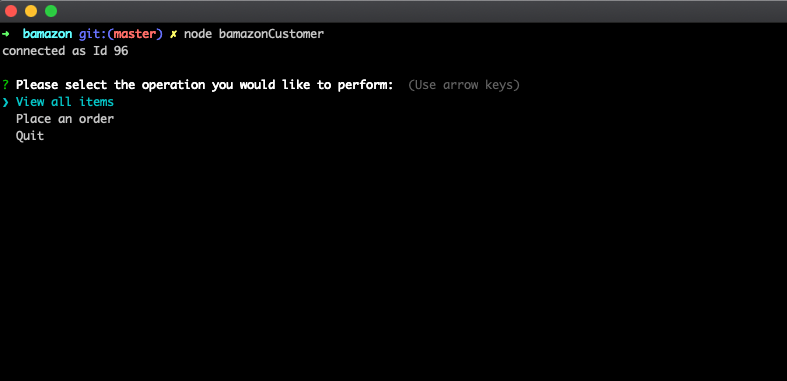 ➜  bamazon git:(master) ✗ node bamazonCustomer
connected as Id 96
? Please select the operation you would like to perform:  (Use arrow keys)
❯ View all items
  Place an order
  Quit